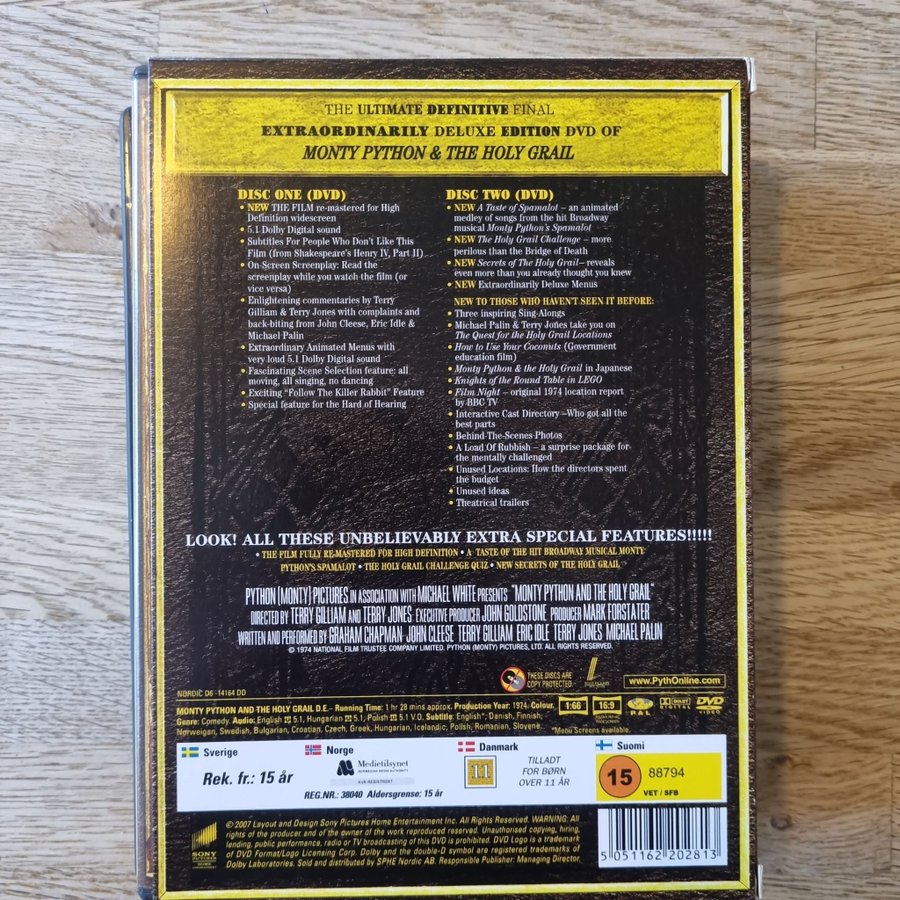 THE ULTIMATE DEFINITIVE FINAL
EXTRAORDINARILY DELUXE EDITION DVD OF
MONTY PYTHON & THE HOLY GRAIL
DISC ONE (DVD)
• NEW THE FILM re-mastered for High
Definition widescreen
• 5.1 Dolby Digital sound
• Subtitles For People Who Don't Like This
Film (from Shakespeare's Henry IV, Part II)
• On-Screen Screenplay: Read the
screenplay while you watch the film (or
vice versa)
• Enlightening commentaries by Terry
Gilliam & Terry Jones with complaints and
back-biting from John Cleese, Eric Idle &
Michael Palin
• Extraordinary Animated Menus with
very loud 5.1 Dolby Digital sound
• Fascinating Scene Selection feature: all
moving, all singing, no dancing
• Exciting "Follow The Killer Rabbit" Feature
• Special feature for the Hard of Hearing
DISC TWO (DVD)
• NEW A Taste of Spamalot – an animated
medley of songs from the hit Broadway
musical Monty Python's Spamalot
• NEW The Holy Grail Challenge – more
perilous than the Bridge of Death
• NEW Secrets of The Holy Grail– reveals
even more than you already thought you knew
• NEW Extraordinarily Deluxe Menus
NEW TO THOSE WHO HAVEN'T SEEN IT BEFORE:
• Three inspiring Sing-Alongs
• Michael Palin & Terry Jones take you on
The Quest for the Holy Grail Locations
• How to Use Your Coconuts (Government
education film)
• Monty Python & the Holy Grail in Japanese
• Knights of the Round Table in LEGO
• Film Night – original 1974 location report
by BBC TV
• Interactive Cast Directory –Who got all the
best parts
• Behind-The-Scenes Photos
• A Load Of Rubbish – a surprise package for
the mentally challenged
• Unused Locations: How the directors spent
the budget
• Unused ideas
• Theatrical trailers
LOOK! ALL THESE UNBELIEVABLY EXTRA SPECIAL FEATURES!!!!!
• THE FILM FULLY RE-MASTERED FOR HIGH DEFINITION • A TASTE OF THE HIT BROADWAY MUSICAL MONTY
PYTHON'S SPAMALOT • THE HOLY GRAIL CHALLENGE QUIZ • NEW SECRETS OF THE HOLY GRAIL
PYTHON (MONTY) PICTURES IN ASSOCIATION WITH MICHAEL WHITE PRESENTS "MONTY PYTHON AND THE HOLY GRAIL"
DIRECTED BY TERRY GILLIAM AND TERRY JONES EXECUTIVE PRODUCER JOHN GOLDSTONE PRODUCER MARK FORSTATER
WRITTEN AND PERFORMED BY GRAHAM CHAPMAN JOHN CLEESE TERRY GILLIAM ERIC IDLE TERRY JONES MICHAEL PALIN
© 1974 NATIONAL FILM TRUSTEE COMPANY LIMITED. PYTHON (MONTY) PICTURES, LTD. ALL RIGHTS RESERVED.
THESE DISCS ARE
COPY PROTECTED
www.PythOnline.com
NORDIC D6 -14164 DD
MONTY PYTHON AND THE HOLY GRAIL D.E.– Running Time: 1 hr 28 mins approx. Production Year: 1974. Colour.
Genre: Comedy. Audio: English 5.1, Hungarian 5.1, Polish 5.1 V.O. Subtitle: English*, Danish, Finnish,
Norwegian, Swedish, Bulgarian, Croatian, Czech, Greek, Hungarian, Icelandic, Polish, Romanian, Slovene.
1:66
16:9
PAL
DOLBY DIGITAL
DVD VIDEO
*Menu Screens available.
Sverige
Rek. fr.: 15 år
Norge
Medietilsynet
NORWEGIAN MEDIA AUTHORITY
REG.NR.: 38040 Aldersgrense: 15 år
Danmark
11
TILLADT
FOR BØRN
OVER 11 ÅR
Suomi
15
88794
VET / SFB
SONY
PICTURES
© 2007 Layout and Design Sony Pictures Home Entertainment Inc. All Rights Reserved. WARNING: All
rights of the producer and of the owner of the work reproduced reserved. Unauthorised copying, hiring,
lending, public performance, radio or TV broadcasting of this DVD is prohibited. DVD Logo is a trademark
of DVD Format/Logo Licensing Corp. Dolby and the double-D symbol are registered trademarks of
Dolby Laboratories. Sold and distributed by SPHE Nordic AB. Responsible Publisher: Managing Director.
5 051162 202813